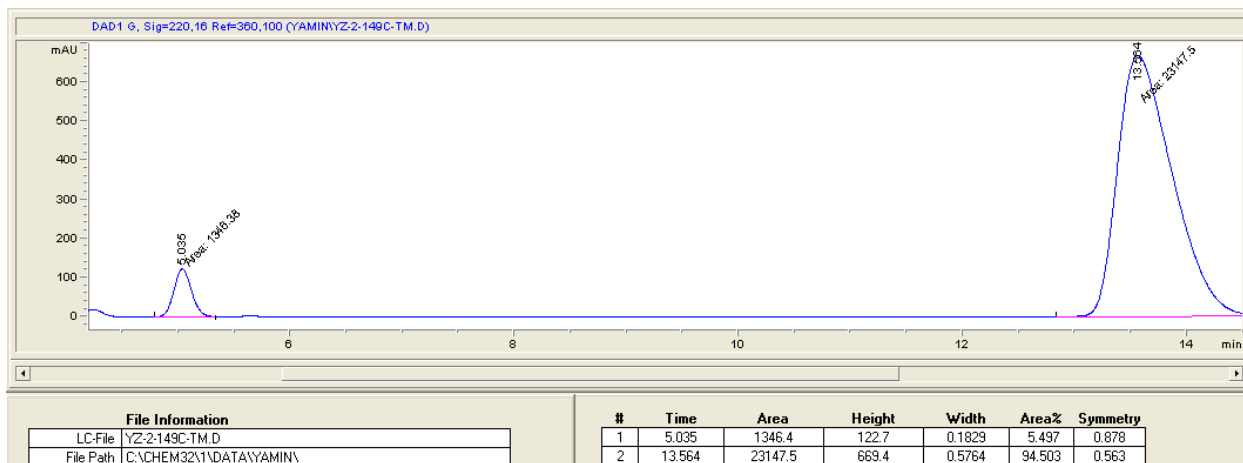 DAD1 G, Sig=220,16 Ref=360,100 (YAMIN\YZ-2-149C-TM.D)
mAU
600
500
400
300
200
100
0
5.035
Area: 1346.38
13.564
Area: 23147.5
6 8 10 12 14 min
File Information
LC-File YZ-2-149C-TM.D
File Path C:\CHEM32\1\DATA\YAMIN\
# Time Area Height Width Area% Symmetry
1 5.035 1346.4 122.7 0.1829 5.497 0.878
2 13.564 23147.5 669.4 0.5764 94.503 0.563